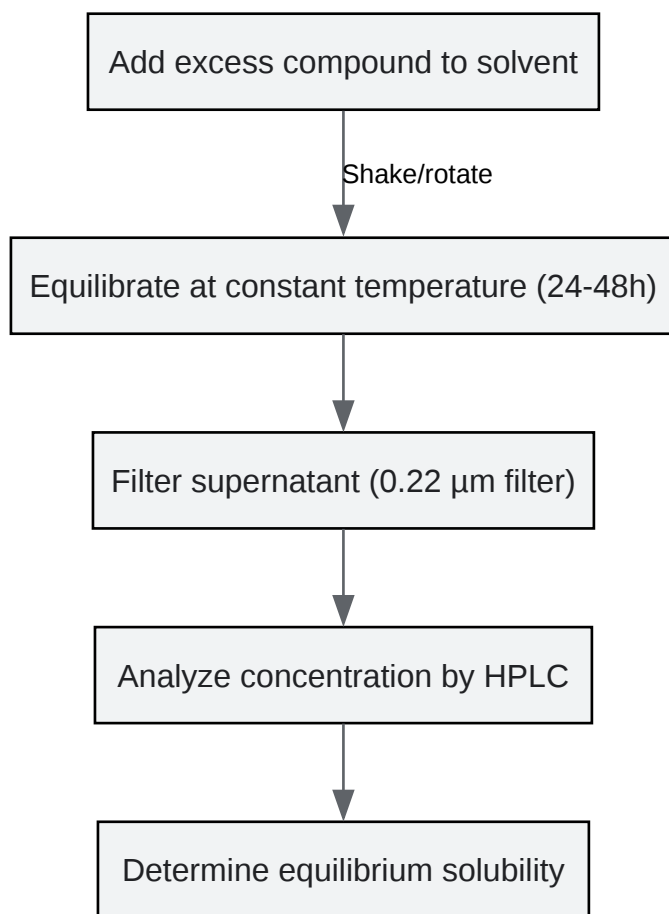 Add excess compound to solvent
Shake/rotate
Equilibrate at constant temperature (24-48h)
Filter supernatant (0.22 µm filter)
Analyze concentration by HPLC
Determine equilibrium solubility